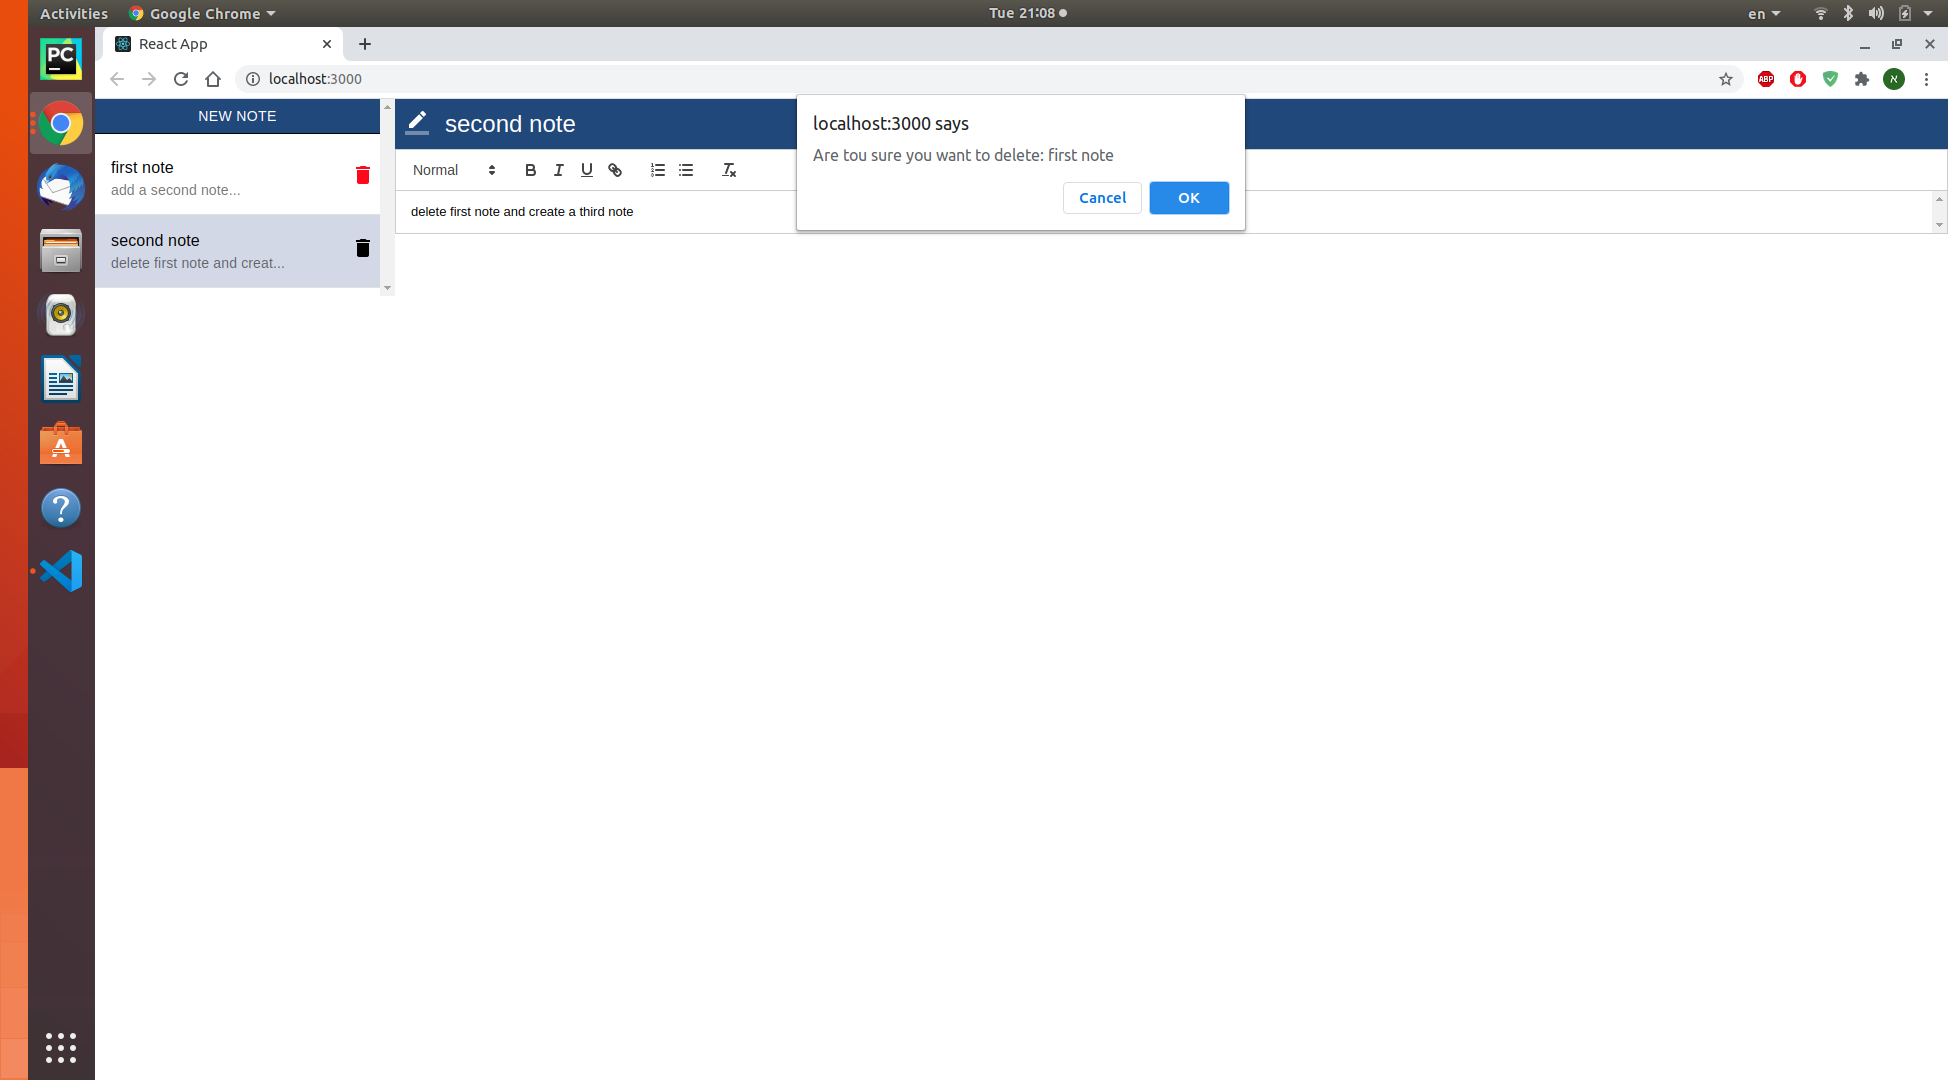 Activities
Google Chrome
Tue 21:08
en
React App
localhost:3000
ABP
א
NEW NOTE
first note
add a second note...
second note
delete first note and creat...
second note
Normal
B I U
delete first note and create a third note
localhost:3000 says
Are tou sure you want to delete: first note
Cancel
OK
PC